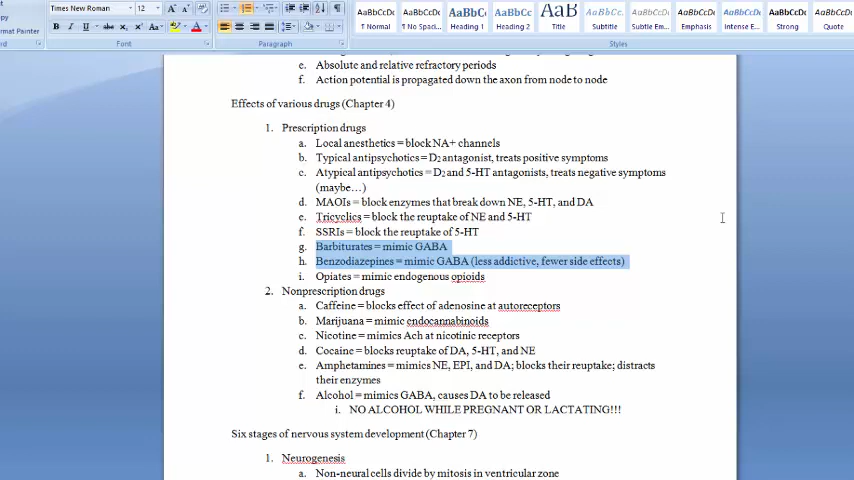 Times New Roman 12
AaBbCcDc AaBbCcDc AaBbC AaBbCc AaB AaBbCc. AaBbCcDc AaBbCcDc AaBbCcDc AaBbCcDc
¶ Normal ¶ No Spaci... Heading 1 Heading 2 Title Subtitle Subtle Em... Emphasis Intense E... Strong Quote
rmat Painter
Font Paragraph Styles
e. Absolute and relative refractory periods
f. Action potential is propagated down the axon from node to node
Effects of various drugs (Chapter 4)
1. Prescription drugs
a. Local anesthetics = block NA+ channels
b. Typical antipsychotics = D2 antagonist, treats positive symptoms
c. Atypical antipsychotics = D2 and 5-HT antagonists, treats negative symptoms
(maybe...)
d. MAOIs = block enzymes that break down NE, 5-HT, and DA
e. Tricyclics = block the reuptake of NE and 5-HT
f. SSRIs = block the reuptake of 5-HT
g. Barbiturates = mimic GABA
h. Benzodiazepines = mimic GABA (less addictive, fewer side effects)
i. Opiates = mimic endogenous opioids
2. Nonprescription drugs
a. Caffeine = blocks effect of adenosine at autoreceptors
b. Marijuana = mimic endocannabinoids
c. Nicotine = mimics Ach at nicotinic receptors
d. Cocaine = blocks reuptake of DA, 5-HT, and NE
e. Amphetamines = mimics NE, EPI, and DA; blocks their reuptake; distracts
their enzymes
f. Alcohol = mimics GABA, causes DA to be released
i. NO ALCOHOL WHILE PREGNANT OR LACTATING!!!
Six stages of nervous system development (Chapter 7)
1. Neurogenesis
a. Non-neural cells divide by mitosis in ventricular zone